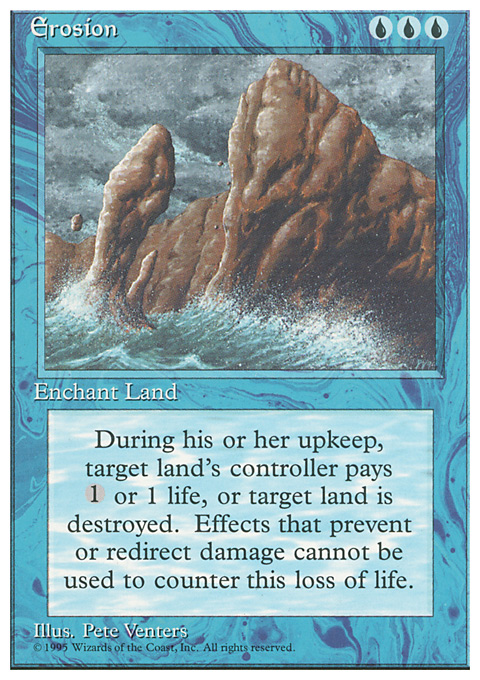 Erosion
Enchant Land
During his or her upkeep,
target land's controller pays
1 or 1 life, or target land is
destroyed. Effects that prevent
or redirect damage cannot be
used to counter this loss of life.
Illus. Pete Venters
© 1995 Wizards of the Coast, Inc. All rights reserved.